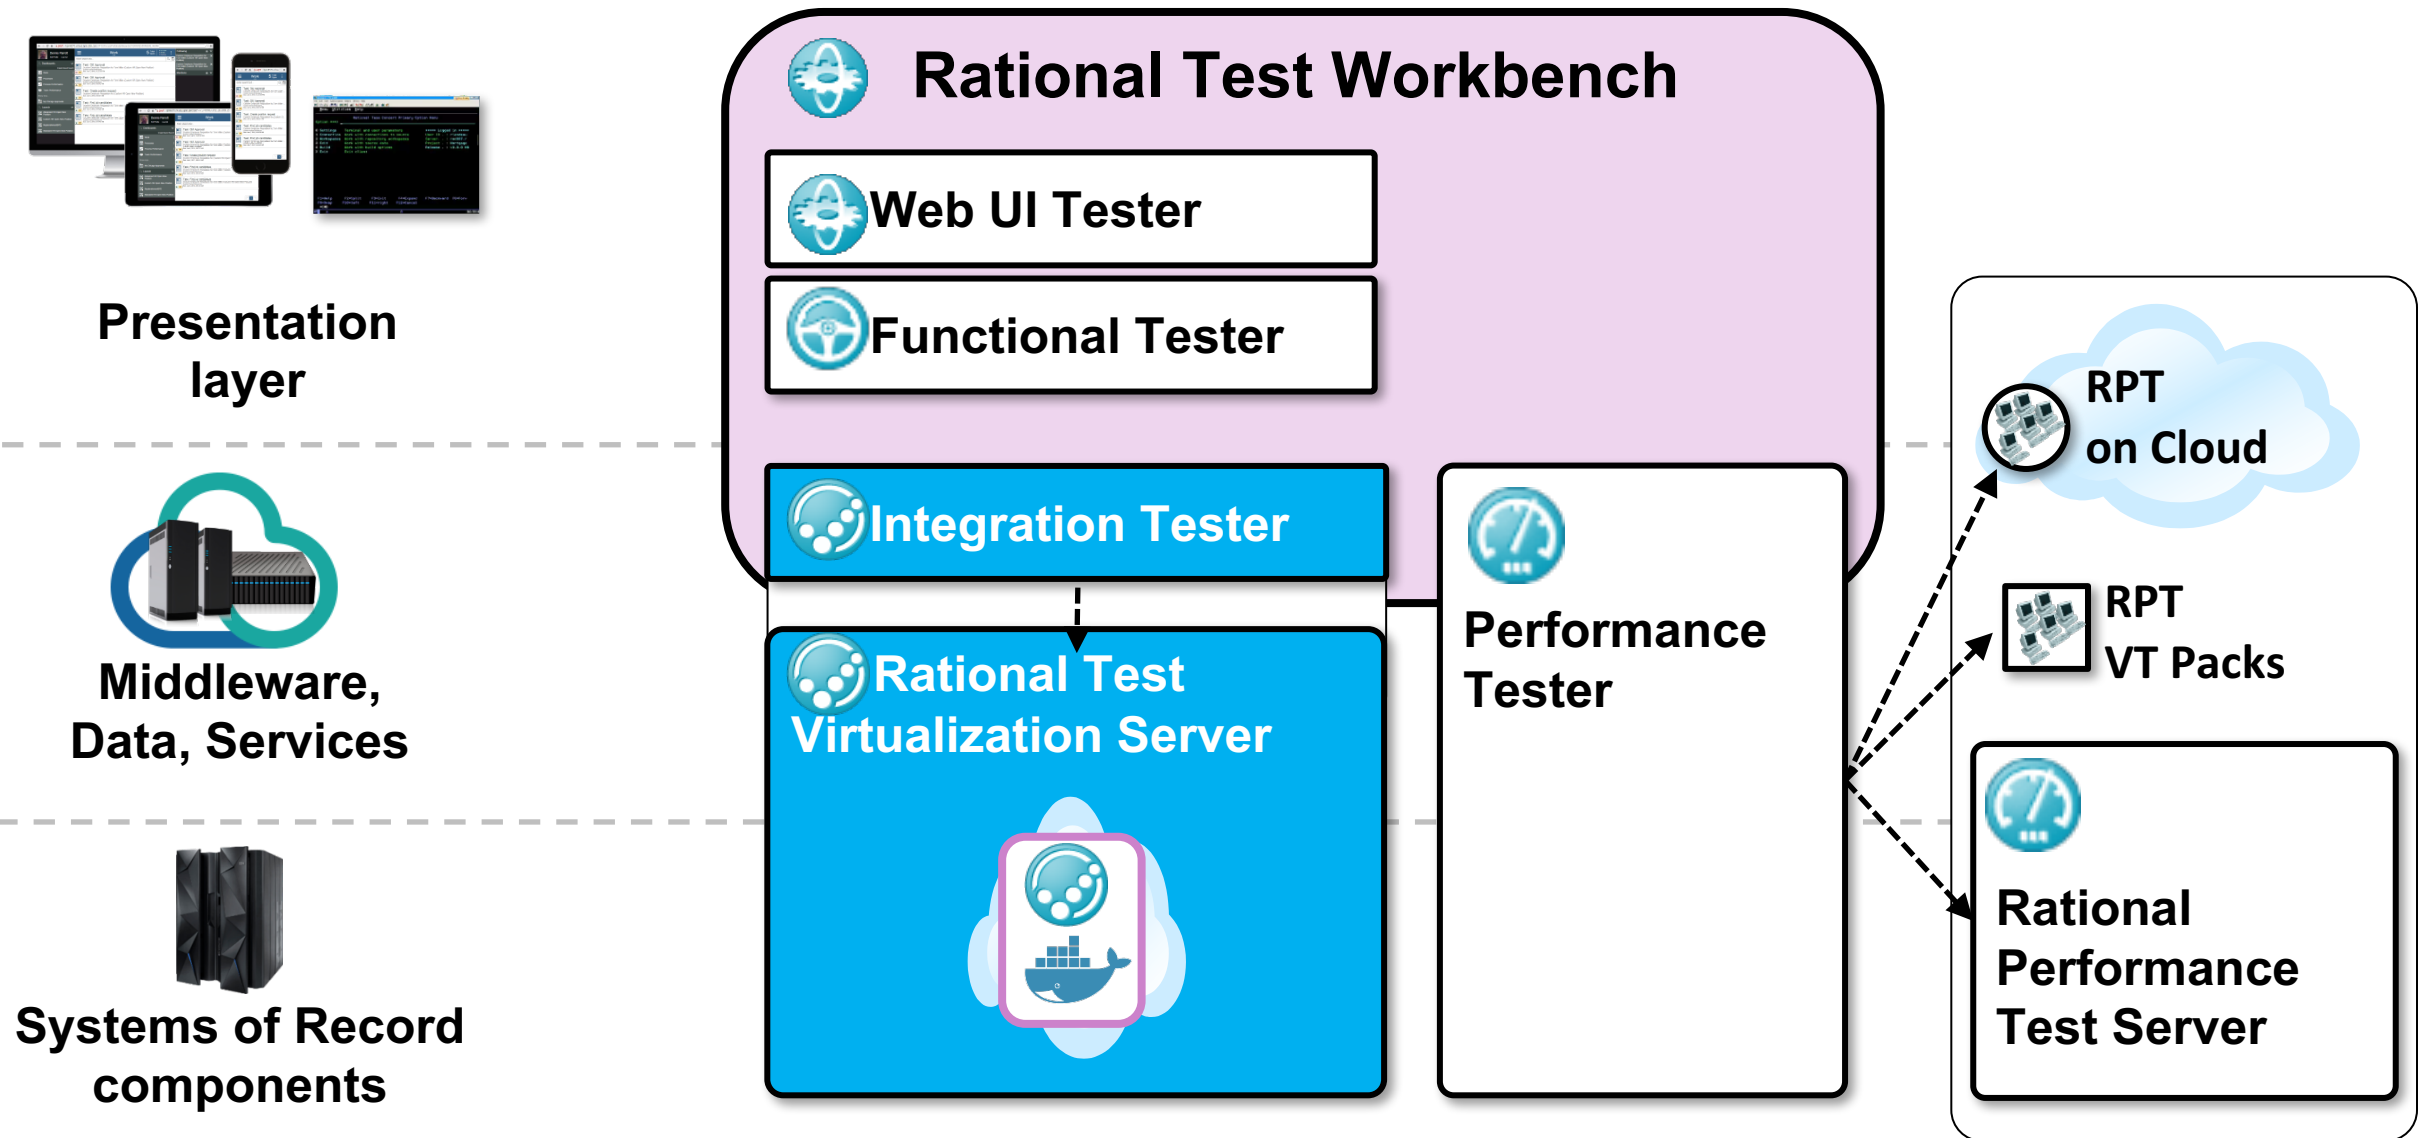 Rational Test Workbench
Web UI Tester
Functional Tester
Presentation
layer
RPT
on Cloud
Integration Tester
Performance
Tester
RPT
VT Packs
Middleware,
Data, Services
Rational Test
Virtualization Server
Rational
Performance
Test Server
Systems of Record
components